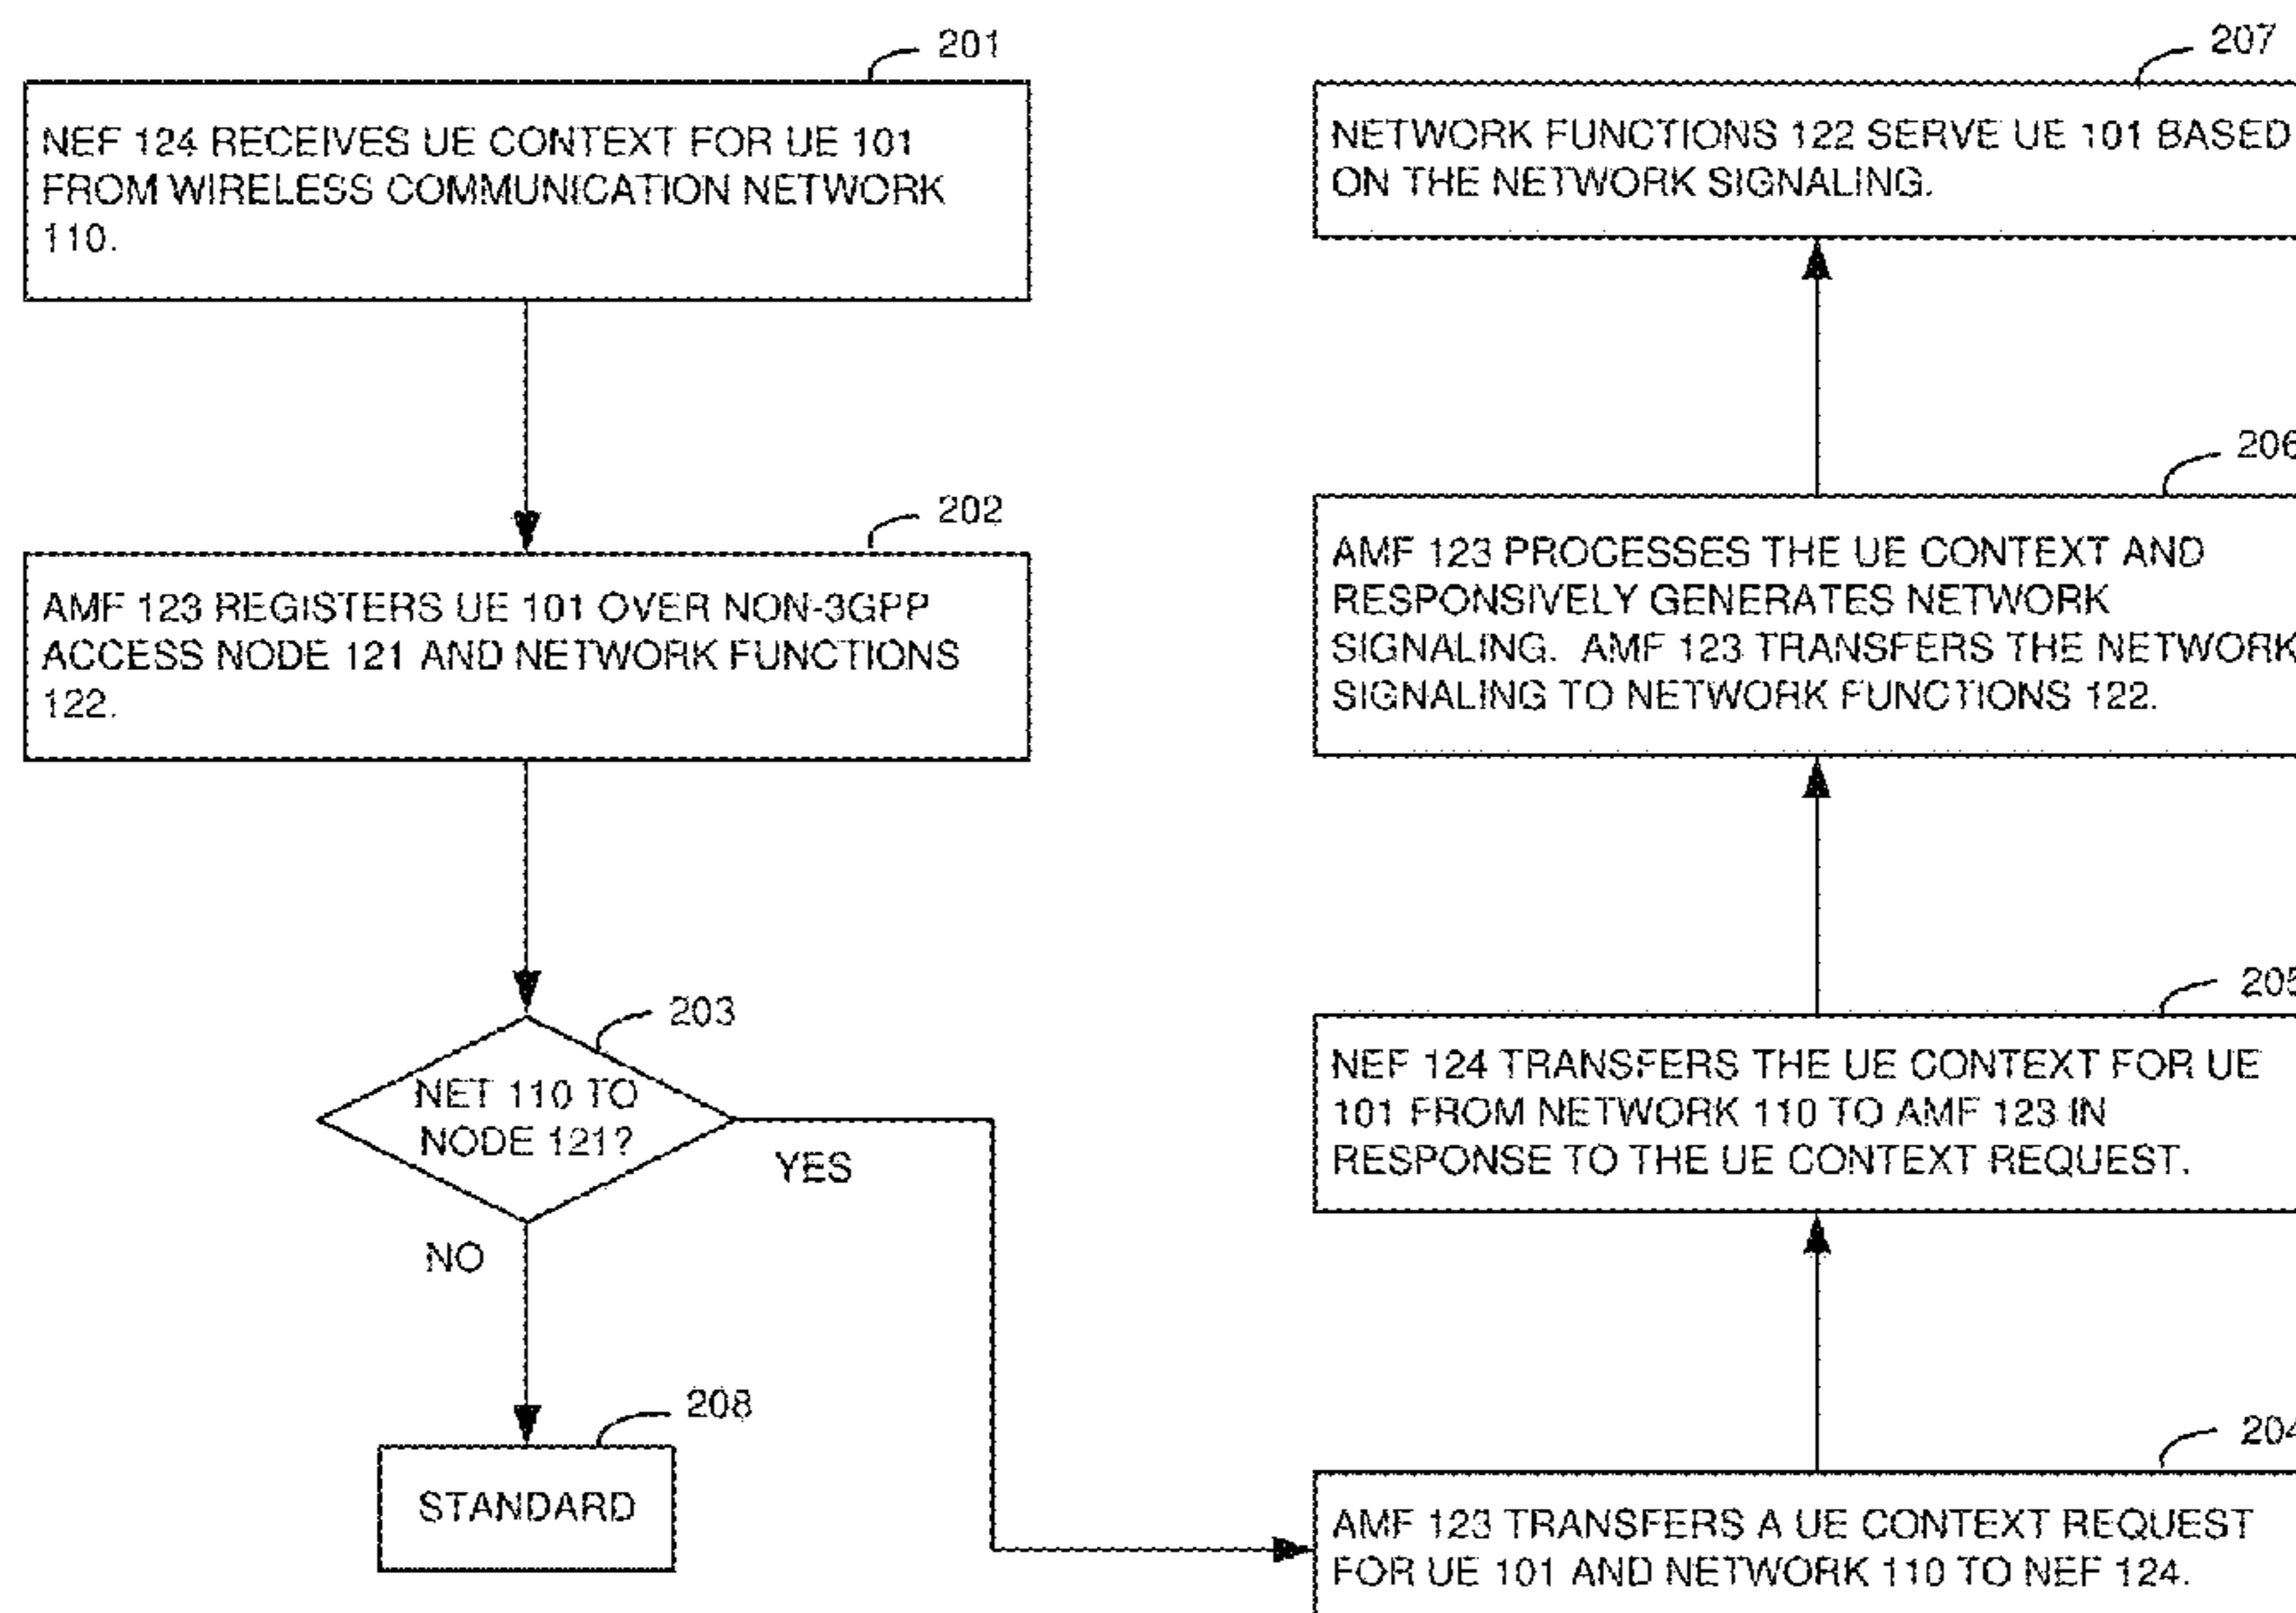 201
NEF 124 RECEIVES UE CONTEXT FOR UE 101
FROM WIRELESS COMMUNICATION NETWORK
110.
202
AMF 123 REGISTERS UE 101 OVER NON-3GPP
ACCESS NODE 121 AND NETWORK FUNCTIONS
122.
203
NET 110 TO
NODE 121?
YES
NO
208
STANDARD
207
NETWORK FUNCTIONS 122 SERVE UE 101 BASED
ON THE NETWORK SIGNALING.
206
AMF 123 PROCESSES THE UE CONTEXT AND
RESPONSIVELY GENERATES NETWORK
SIGNALING. AMF 123 TRANSFERS THE NETWORK
SIGNALING TO NETWORK FUNCTIONS 122.
205
NEF 124 TRANSFERS THE UE CONTEXT FOR UE
101 FROM NETWORK 110 TO AMF 123 IN
RESPONSE TO THE UE CONTEXT REQUEST.
204
AMF 123 TRANSFERS A UE CONTEXT REQUEST
FOR UE 101 AND NETWORK 110 TO NEF 124.